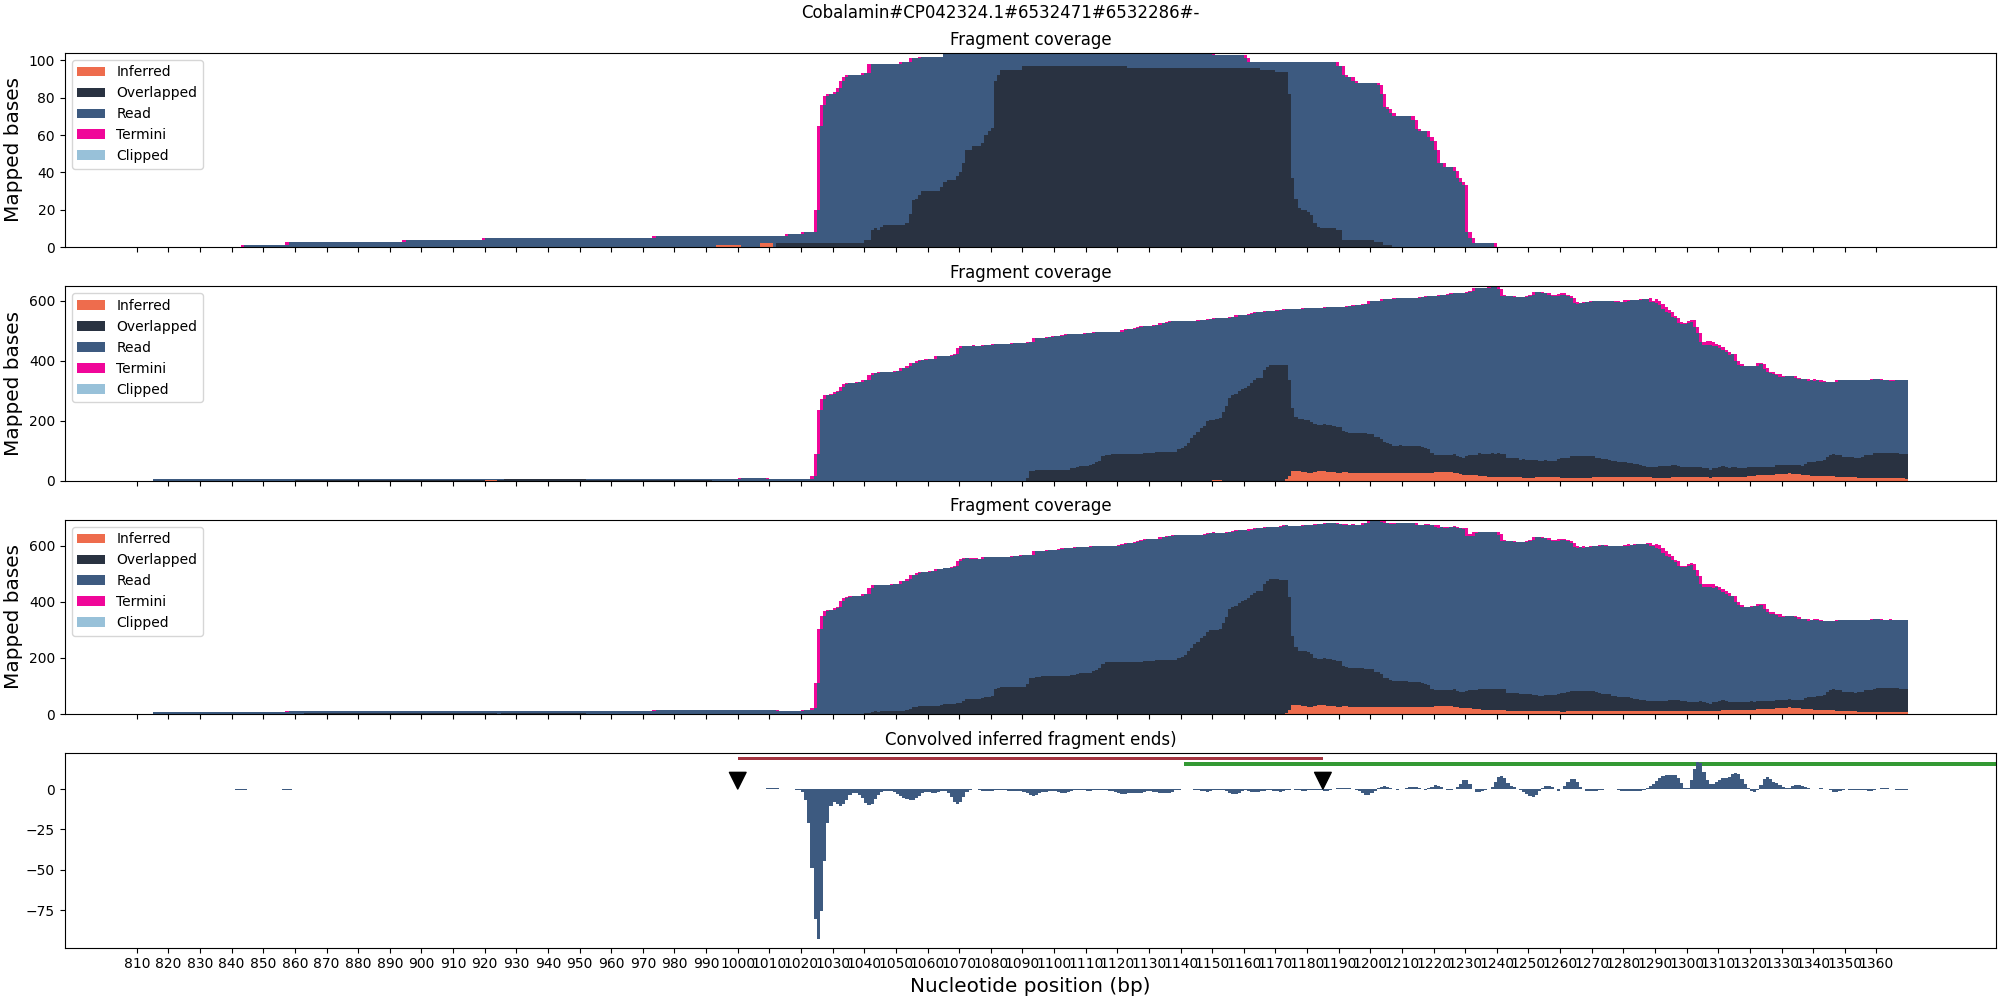 Cobalamin#CP042324.1#6532471#6532286#-
Fragment coverage
Mapped bases
100
80
60
40
20
0
Inferred
Overlapped
Read
Termini
Clipped
Fragment coverage
Mapped bases
600
400
200
0
Inferred
Overlapped
Read
Termini
Clipped
Fragment coverage
Mapped bases
600
400
200
0
Inferred
Overlapped
Read
Termini
Clipped
Convolved inferred fragment ends)
0
−25
−50
−75
810 820 830 840 850 860 870 880 890 900 910 920 930 940 950 960 970 980 990 1000 1010 1020 1030 1040 1050 1060 1070 1080 1090 1100 1110 1120 1130 1140 1150 1160 1170 1180 1190 1200 1210 1220 1230 1240 1250 1260 1270 1280 1290 1300 1310 1320 1330 1340 1350 1360
Nucleotide position (bp)